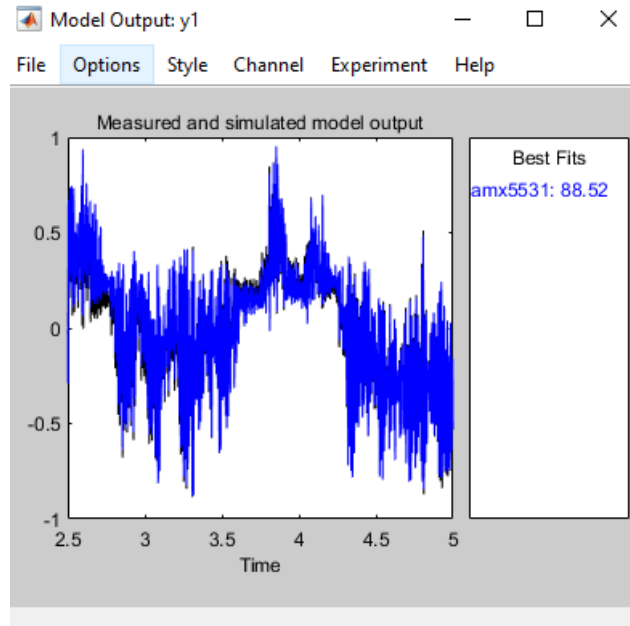 Model Output: y1
File Options Style Channel Experiment Help
Measured and simulated model output
1
0.5
0
-0.5
-1
2.5 3 3.5 4 4.5 5
Time
Best Fits
amx5531: 88.52